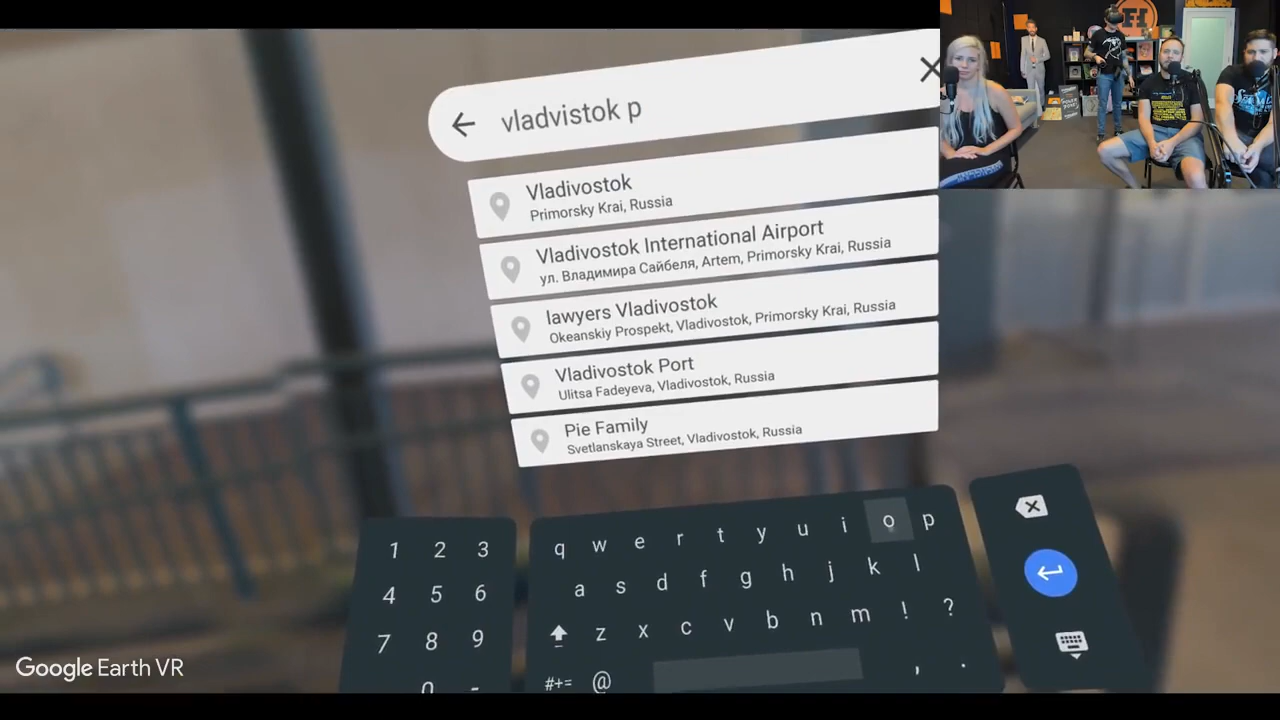 vladvistok p
Vladivostok
Primorsky Krai, Russia
Vladivostok International Airport
ул. Владимира Сайбеля, Artem, Primorsky Krai, Russia
lawyers Vladivostok
Okeanskiy Prospekt, Vladivostok, Primorsky Krai, Russia
Vladivostok Port
Ulitsa Fadeyeva, Vladivostok, Russia
Pie Family
Svetlanskaya Street, Vladivostok, Russia
1 2 3 q w e r t y u i o p
4 5 6 a s d f g h j k l
7 8 9 z x c v b n m ! ?
0 - #+= @ , .
Google Earth VR